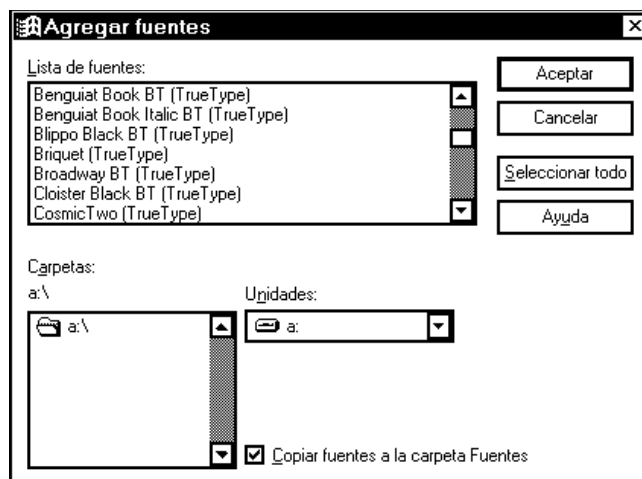 Agregar fuentes
Lista de fuentes:
Benguiat Book BT (TrueType)
Benguiat Book Italic BT (TrueType)
Blippo Black BT (TrueType)
Briquet (TrueType)
Broadway BT (TrueType)
Cloister Black BT (TrueType)
CosmicTwo (TrueType)
Aceptar
Cancelar
Seleccionar todo
Ayuda
Carpetas:
a:\
a:\
Unidades:
a:
Copiar fuentes a la carpeta Fuentes